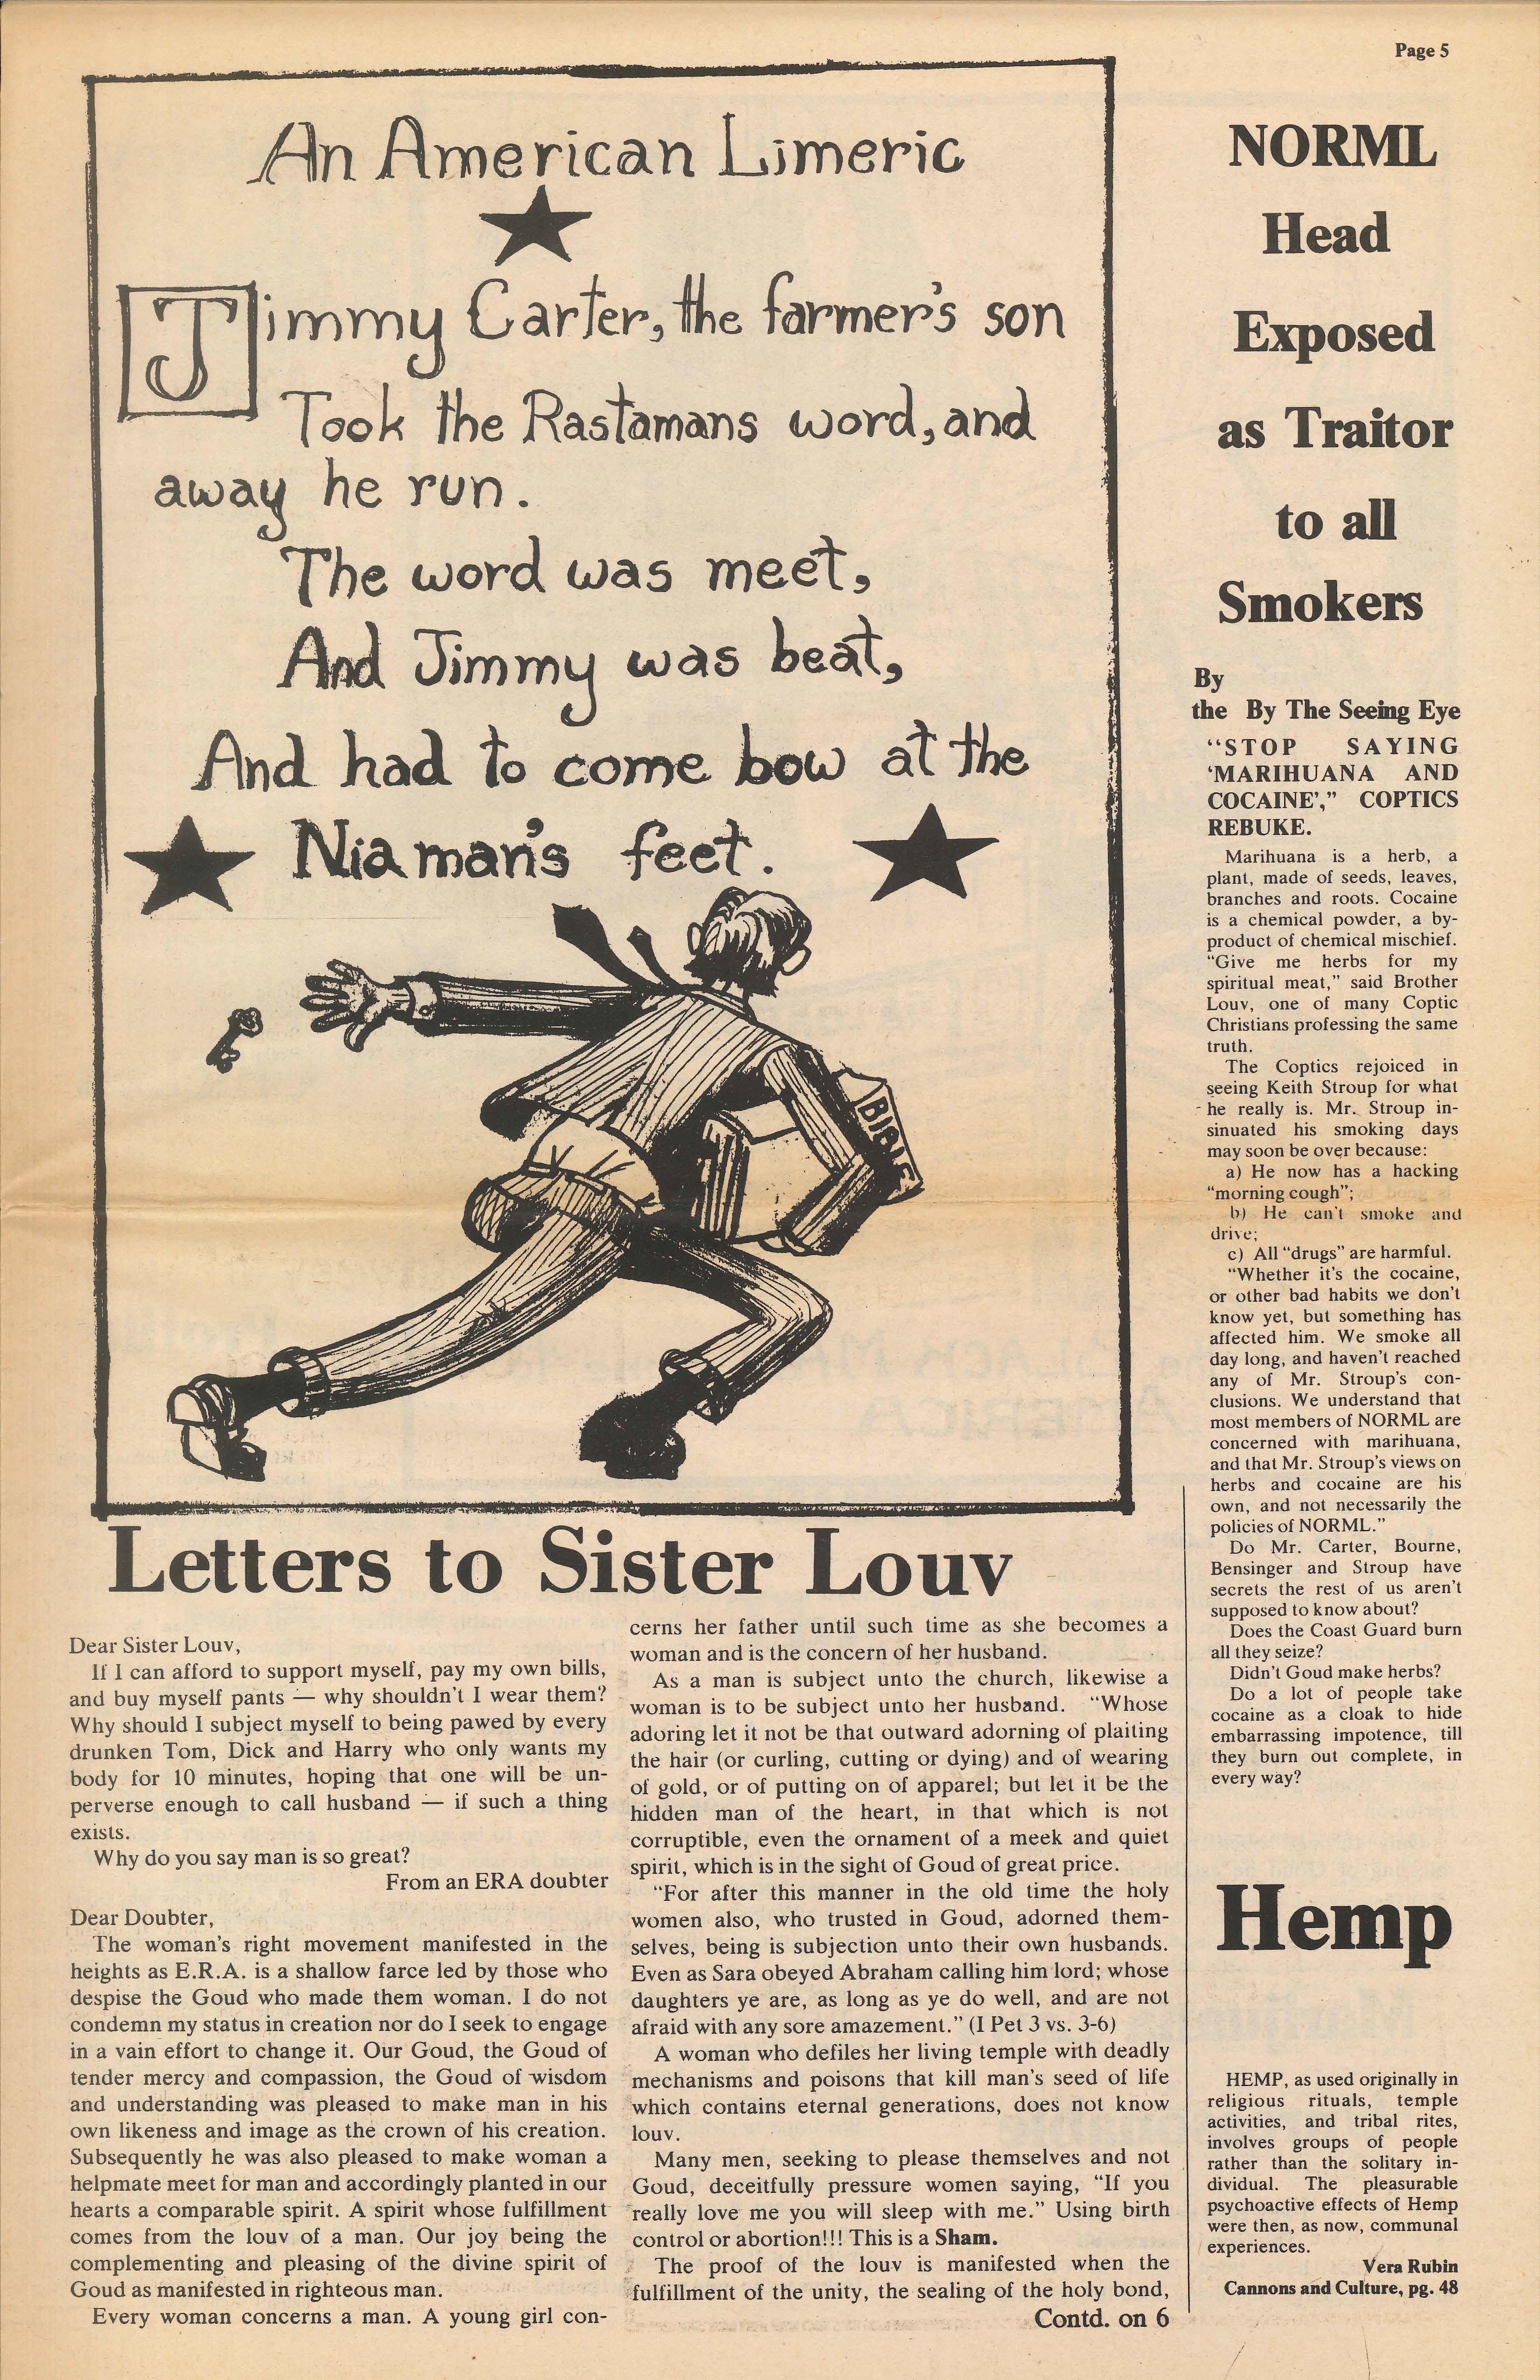 Page 5
An American Limeric
Jimmy Carter, the farmer's son
Took the Rastamans word, and
away he run.
The word was meet,
And Jimmy was beat,
And had to come bow at the
Niaman's feet.
BIBLE
Letters to Sister Louv
Dear Sister Louv,
If I can afford to support myself, pay my own bills,
and buy myself pants — why shouldn't I wear them?
Why should I subject myself to being pawed by every
drunken Tom, Dick and Harry who only wants my
body for 10 minutes, hoping that one will be un-
perverse enough to call husband — if such a thing
exists.
Why do you say man is so great?
From an ERA doubter
Dear Doubter,
The woman's right movement manifested in the
heights as E.R.A. is a shallow farce led by those who
despise the Goud who made them woman. I do not
condemn my status in creation nor do I seek to engage
in a vain effort to change it. Our Goud, the Goud of
tender mercy and compassion, the Goud of wisdom
and understanding was pleased to make man in his
own likeness and image as the crown of his creation.
Subsequently he was also pleased to make woman a
helpmate meet for man and accordingly planted in our
hearts a comparable spirit. A spirit whose fulfillment
comes from the louv of a man. Our joy being the
complementing and pleasing of the divine spirit of
Goud as manifested in righteous man.
Every woman concerns a man. A young girl con-
cerns her father until such time as she becomes a
woman and is the concern of her husband.
As a man is subject unto the church, likewise a
woman is to be subject unto her husband. "Whose
adoring let it not be that outward adorning of plaiting
the hair (or curling, cutting or dying) and of wearing
of gold, or of putting on of apparel; but let it be the
hidden man of the heart, in that which is not
corruptible, even the ornament of a meek and quiet
spirit, which is in the sight of Goud of great price.
"For after this manner in the old time the holy
women also, who trusted in Goud, adorned them-
selves, being is subjection unto their own husbands.
Even as Sara obeyed Abraham calling him lord; whose
daughters ye are, as long as ye do well, and are not
afraid with any sore amazement." (I Pet 3 vs. 3-6)
A woman who defiles her living temple with deadly
mechanisms and poisons that kill man's seed of life
which contains eternal generations, does not know
louv.
Many men, seeking to please themselves and not
Goud, deceitfully pressure women saying, "If you
really love me you will sleep with me." Using birth
control or abortion!!! This is a Sham.
The proof of the louv is manifested when the
fulfillment of the unity, the sealing of the holy bond,
Contd. on 6
NORML
Head
Exposed
as Traitor
to all
Smokers
By
the By The Seeing Eye
"STOP SAYING
'MARIHUANA AND
COCAINE'," COPTICS
REBUKE.
Marihuana is a herb, a
plant, made of seeds, leaves,
branches and roots. Cocaine
is a chemical powder, a by-
product of chemical mischief.
"Give me herbs for my
spiritual meat," said Brother
Louv, one of many Coptic
Christians professing the same
truth.
The Coptics rejoiced in
seeing Keith Stroup for what
he really is. Mr. Stroup in-
sinuated his smoking days
may soon be over because:
a) He now has a hacking
"morning cough";
b) He can't smoke and
drive;
c) All "drugs" are harmful.
"Whether it's the cocaine,
or other bad habits we don't
know yet, but something has
affected him. We smoke all
day long, and haven't reached
any of Mr. Stroup's con-
clusions. We understand that
most members of NORML are
concerned with marihuana,
and that Mr. Stroup's views on
herbs and cocaine are his
own, and not necessarily the
policies of NORML."
Do Mr. Carter, Bourne,
Bensinger and Stroup have
secrets the rest of us aren't
supposed to know about?
Does the Coast Guard burn
all they seize?
Didn't Goud make herbs?
Do a lot of people take
cocaine as a cloak to hide
embarrassing impotence, till
they burn out complete, in
every way?
Hemp
HEMP, as used originally in
religious rituals, temple
activities, and tribal rites,
involves groups of people
rather than the solitary in-
dividual. The pleasurable
psychoactive effects of Hemp
were then, as now, communal
experiences.
Vera Rubin
Cannons and Culture, pg. 48